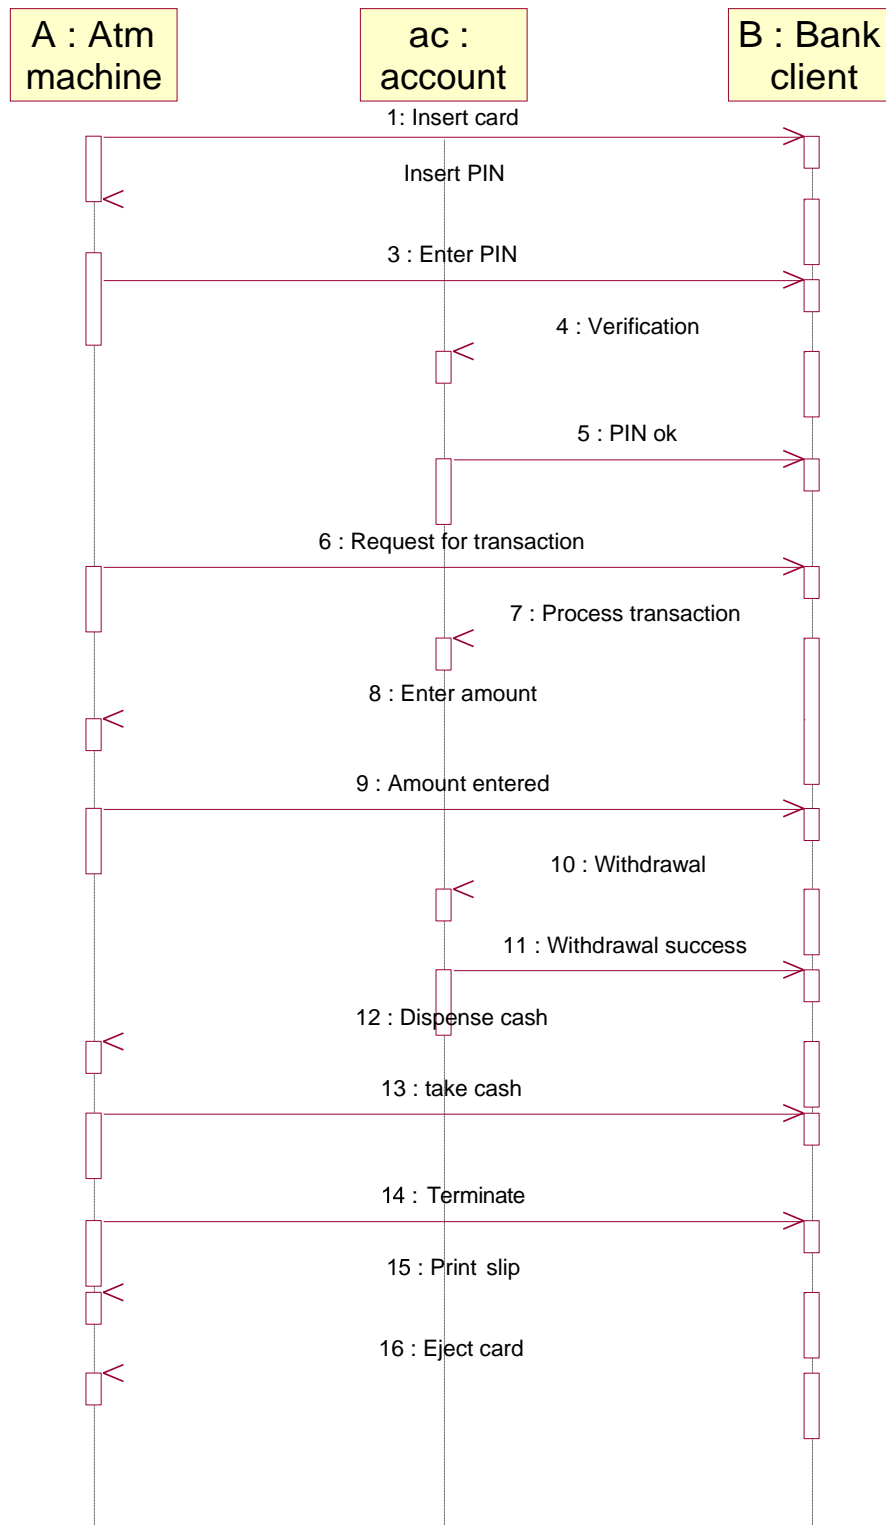 A : Atm
machine
ac :
account
B : Bank
client
1: Insert card
Insert PIN
3 : Enter PIN
4 : Verification
5 : PIN ok
6 : Request for transaction
7 : Process transaction
8 : Enter amount
9 : Amount entered
10 : Withdrawal
11 : Withdrawal success
12 : Dispense cash
13 : take cash
14 : Terminate
15 : Print slip
16 : Eject card